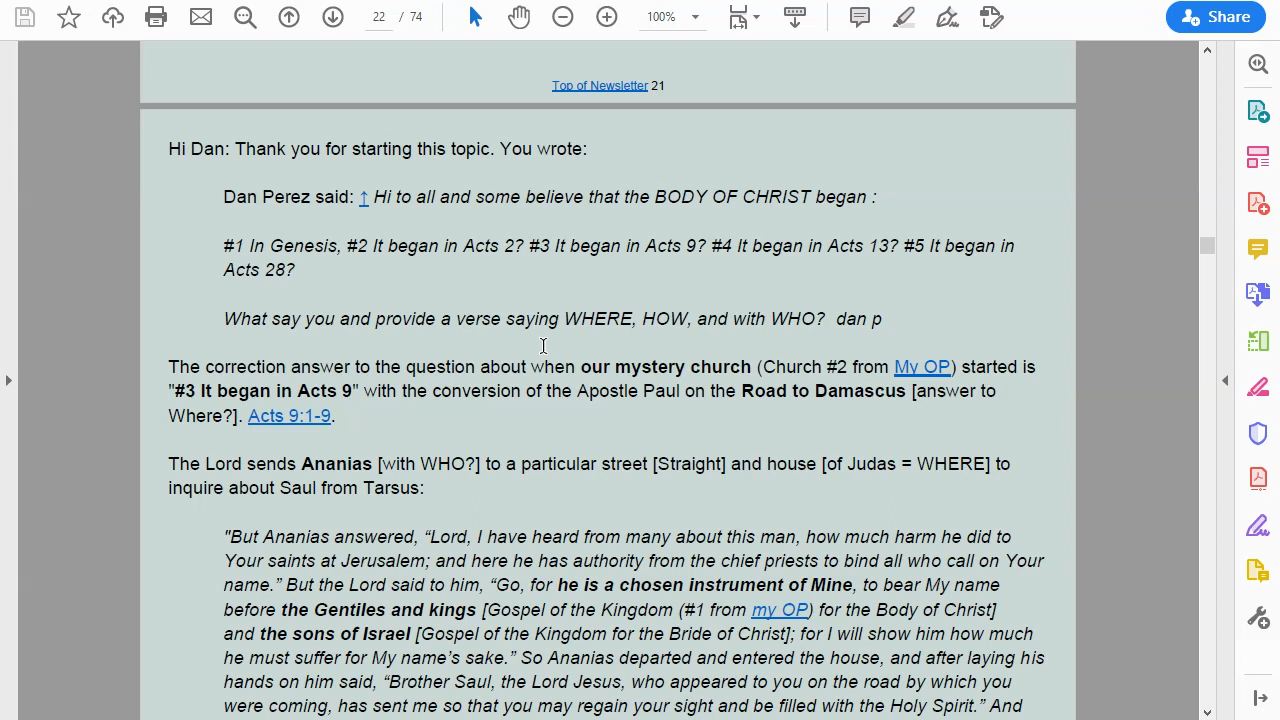 22 / 74
100%
Share
Top of Newsletter 21
Hi Dan: Thank you for starting this topic. You wrote:
Dan Perez said: ↑ Hi to all and some believe that the BODY OF CHRIST began :
#1 In Genesis, #2 It began in Acts 2? #3 It began in Acts 9? #4 It began in Acts 13? #5 It began in
Acts 28?
What say you and provide a verse saying WHERE, HOW, and with WHO? dan p
The correction answer to the question about when our mystery church (Church #2 from My OP) started is
"#3 It began in Acts 9" with the conversion of the Apostle Paul on the Road to Damascus [answer to
Where?]. Acts 9:1-9.
The Lord sends Ananias [with WHO?] to a particular street [Straight] and house [of Judas = WHERE] to
inquire about Saul from Tarsus:
"But Ananias answered, “Lord, I have heard from many about this man, how much harm he did to
Your saints at Jerusalem; and here he has authority from the chief priests to bind all who call on Your
name.” But the Lord said to him, “Go, for he is a chosen instrument of Mine, to bear My name
before the Gentiles and kings [Gospel of the Kingdom (#1 from my OP) for the Body of Christ]
and the sons of Israel [Gospel of the Kingdom for the Bride of Christ]; for I will show him how much
he must suffer for My name’s sake.” So Ananias departed and entered the house, and after laying his
hands on him said, “Brother Saul, the Lord Jesus, who appeared to you on the road by which you
were coming, has sent me so that you may regain your sight and be filled with the Holy Spirit.” And